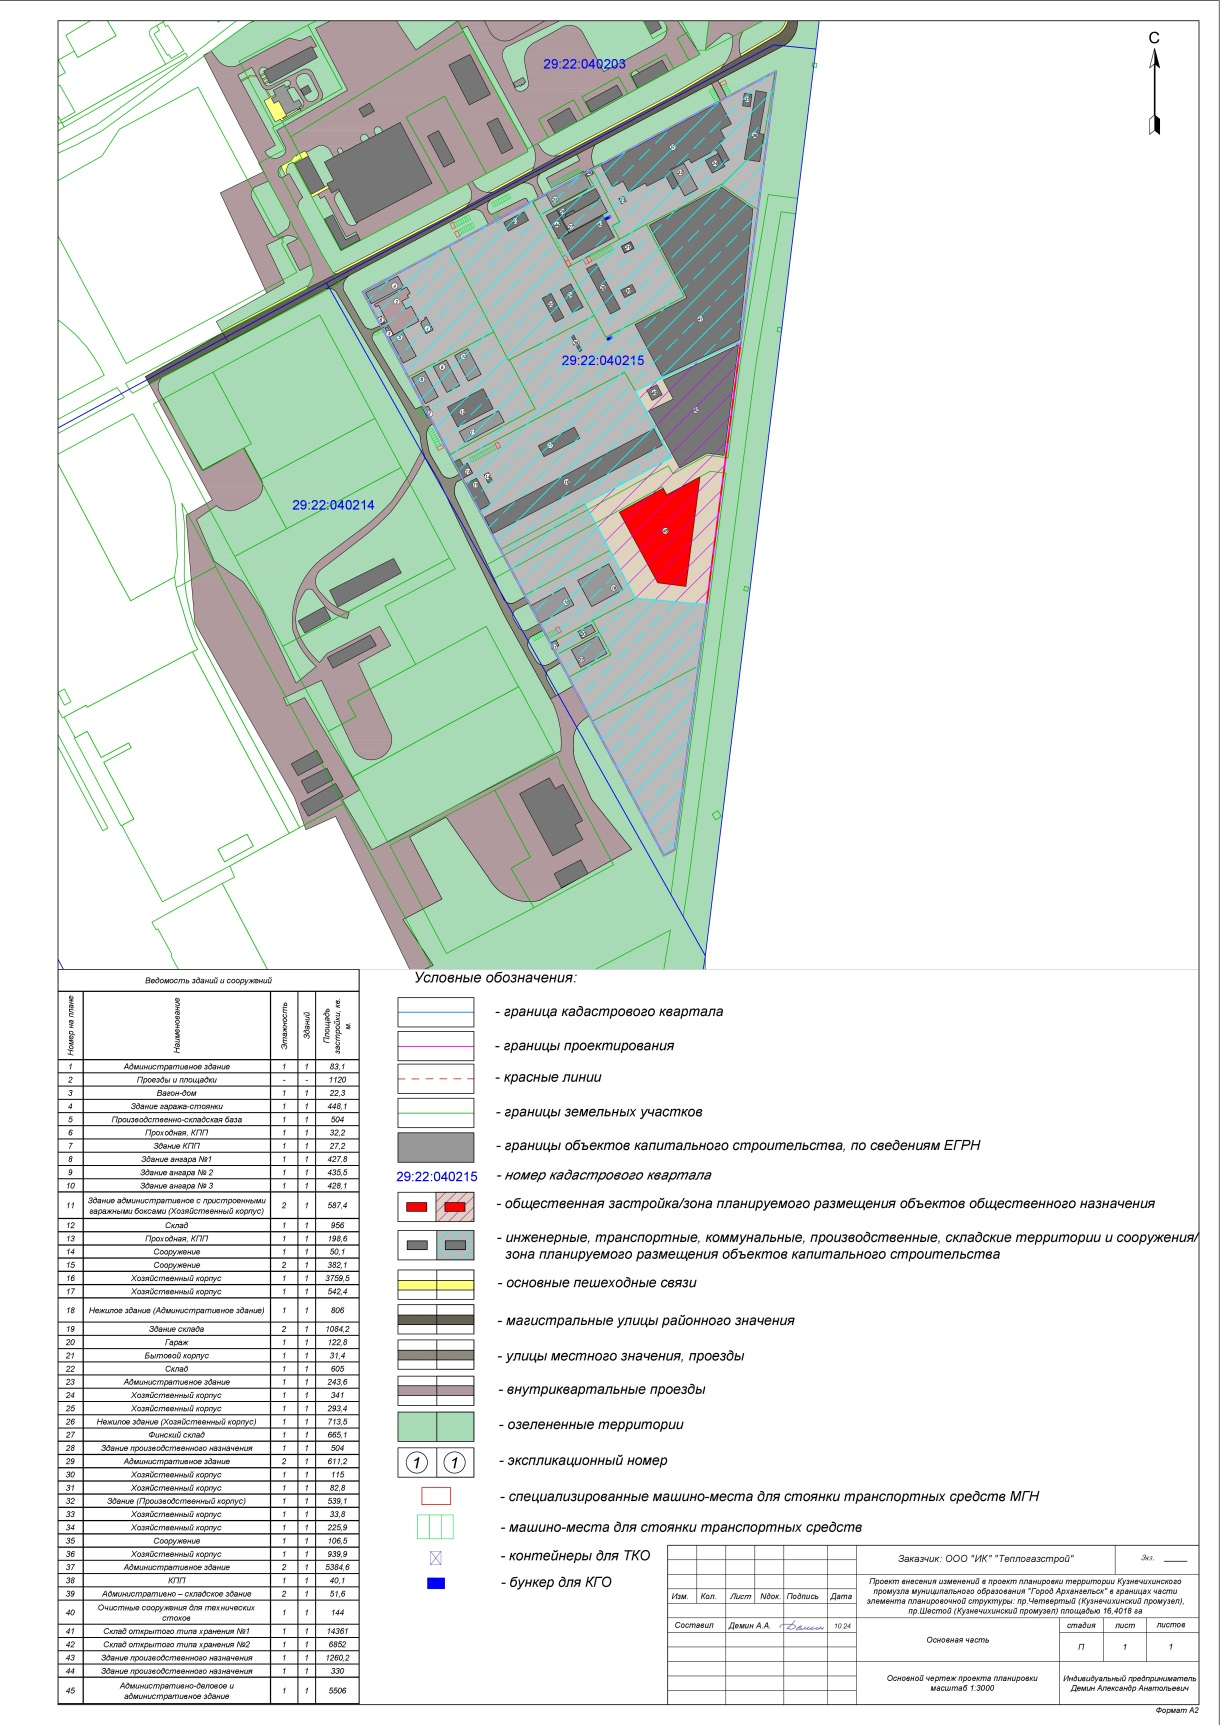 С
29:22:040203
29:22:040215
29:22:040214
Ведомость зданий и сооружений
Номер на плане Наименование Этажность Зданий Площадь застройки, кв. м.
1 Административное здание 1 1 83,1
2 Проезды и площадки - - 1120
3 Вагон-дом 1 1 22,3
4 Здание гаража-стоянки 1 1 448,1
5 Производственно-складская база 1 1 504
6 Проходная, КПП 1 1 32,2
7 Здание КПП 1 1 27,2
8 Здание ангара №1 1 1 427,8
9 Здание ангара № 2 1 1 435,5
10 Здание ангара № 3 1 1 428,1
11 Здание административное с пристроенными гаражными боксами (Хозяйственный корпус) 2 1 587,4
12 Склад 1 1 956
13 Проходная, КПП 1 1 198,6
14 Сооружение 1 1 50,1
15 Сооружение 2 1 382,1
16 Хозяйственный корпус 1 1 3759,5
17 Хозяйственный корпус 1 1 542,4
18 Нежилое здание (Административное здание) 1 1 806
19 Здание склада 2 1 1084,2
20 Гараж 1 1 122,8
21 Бытовой корпус 1 1 31,4
22 Склад 1 1 605
23 Административное здание 1 1 243,6
24 Хозяйственный корпус 1 1 341
25 Хозяйственный корпус 1 1 293,4
26 Нежилое здание (Хозяйственный корпус) 1 1 713,5
27 Финский склад 1 1 665,1
28 Здание производственного назначения 1 1 504
29 Административное здание 2 1 611,2
30 Хозяйственный корпус 1 1 115
31 Хозяйственный корпус 1 1 82,8
32 Здание (Производственный корпус) 1 1 539,1
33 Хозяйственный корпус 1 1 33,8
34 Хозяйственный корпус 1 1 225,9
35 Сооружение 1 1 106,5
36 Хозяйственный корпус 1 1 939,9
37 Административное здание 2 1 5384,6
38 КПП 1 1 40,1
39 Административно – складское здание 2 1 51,6
40 Очистные сооружения для технических стоков 1 1 144
41 Склад открытого типа хранения №1 1 1 14361
42 Склад открытого типа хранения №2 1 1 6852
43 Здание производственного назначения 1 1 1260,2
44 Здание производственного назначения 1 1 330
45 Административно-деловое и административное здание 1 1 5506
Условные обозначения:
- граница кадастрового квартала
- границы проектирования
- красные линии
- границы земельных участков
- границы объектов капитального строительства, по сведениям ЕГРН
29:22:040215 - номер кадастрового квартала
- общественная застройка/зона планируемого размещения объектов общественного назначения
- инженерные, транспортные, коммунальные, производственные, складские территории и сооружения/
зона планируемого размещения объектов капитального строительства
- основные пешеходные связи
- магистральные улицы районного значения
- улицы местного значения, проезды
- внутриквартальные проезды
- озелененные территории
1 1 - экспликационный номер
- специализированные машино-места для стоянки транспортных средств МГН
- машино-места для стоянки транспортных средств
- контейнеры для ТКО
- бункер для КГО
Заказчик: ООО "ИК" "Теплогазстрой" Экз.
Проект внесения изменений в проект планировки территории Кузнечихинского
промузла муниципального образования "Город Архангельск" в границах части
элемента планировочной структуры: пр.Четвертый (Кузнечихинский промузел),
пр.Шестой (Кузнечихинский промузел) площадью 16,4018 га
Изм. Кол. Лист Nдок. Подпись Дата
Составил Демин А.А. Демин 10.24
Основная часть
стадия лист листов
П 1 1
Основной чертеж проекта планировки
масштаб 1:3000
Индивидуальный предприниматель
Демин Александр Анатольевич
Формат А2